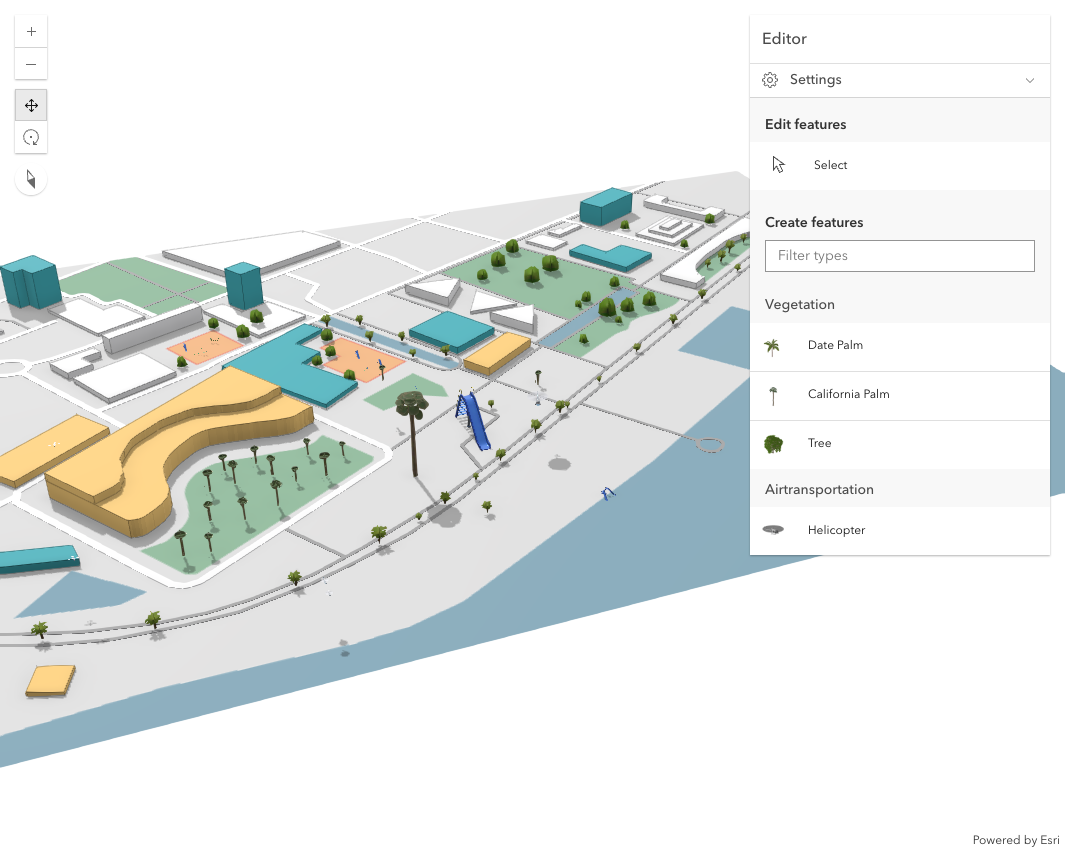 Editor
Settings
Edit features
Select
Create features
Filter types
Vegetation
Date Palm
California Palm
Tree
Airtransportation
Helicopter
Powered by Esri